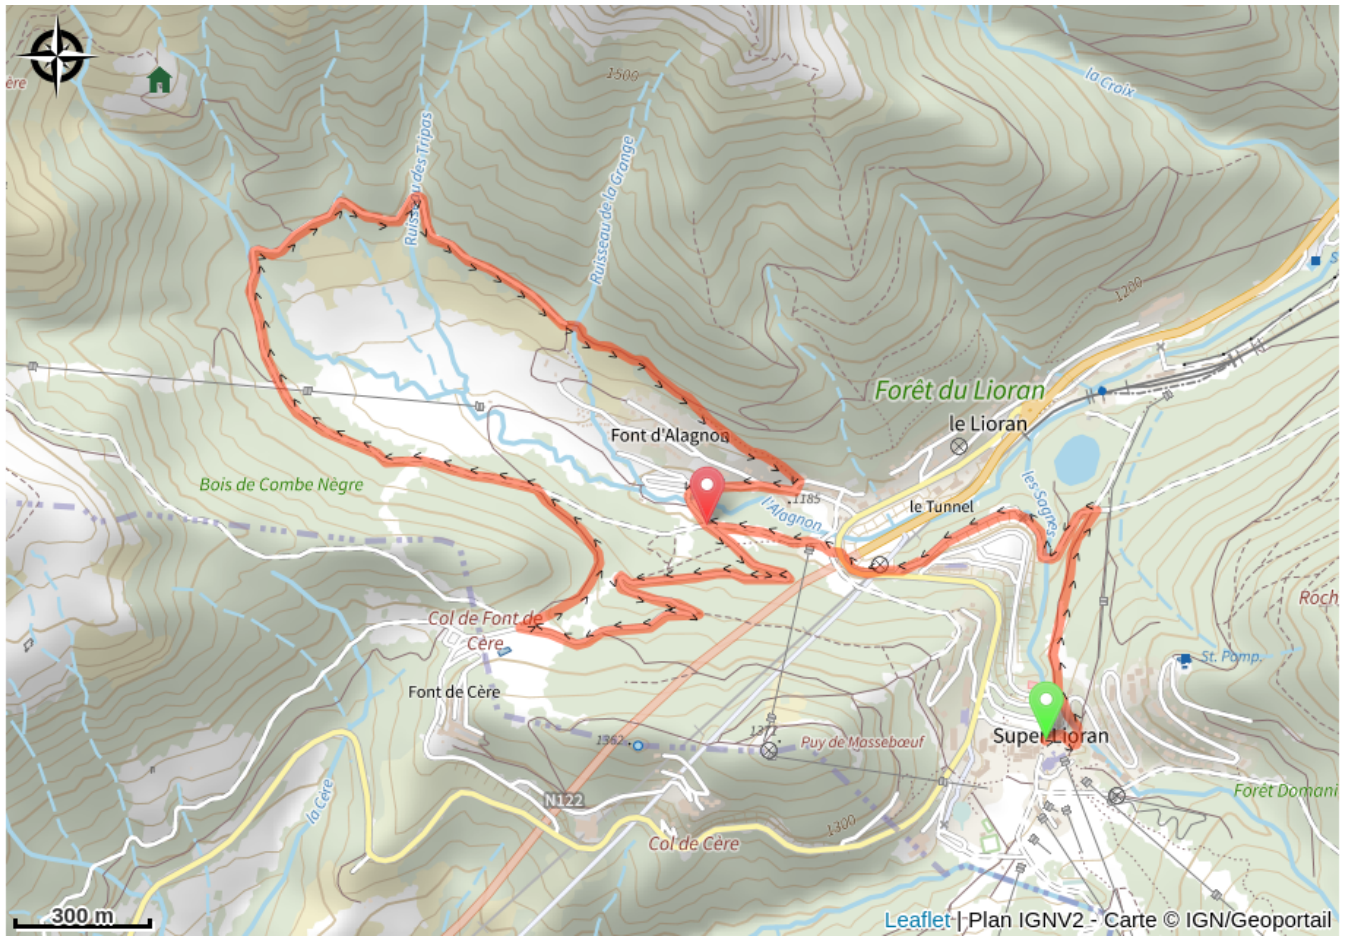 1500
la Croix
ère
Ruisseau des Tripas
Ruisseau de la Grange
S
1200
Forêt du Lioran
le Lioran
Font d'Alagnon
Bois de Combe Nègre
1185
l'Alagnon
le Tunnel
les Sagnes
Roch
Col de Font de
Cère
St. Pomp.
Font de Cère
Super-Lioran
1362
1371
Puy de Massebœuf
la Cère
N122
1300
Forêt Domani
Col de Cère
300 m
Leaflet | Plan IGNV2 - Carte © IGN/Geoportail